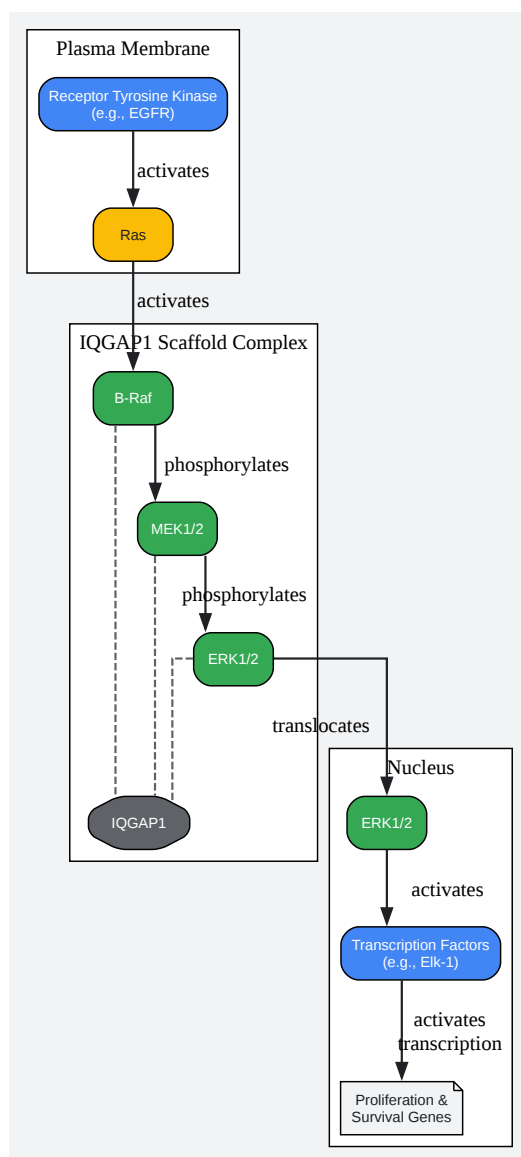 Plasma Membrane
Receptor Tyrosine Kinase
(e.g., EGFR)
activates
Ras
activates
IQGAP1 Scaffold Complex
B-Raf
phosphorylates
MEK1/2
phosphorylates
ERK1/2
translocates
Nucleus
IQGAP1
ERK1/2
activates
Transcription Factors
(e.g., Elk-1)
activates
transcription
Proliferation &
Survival Genes